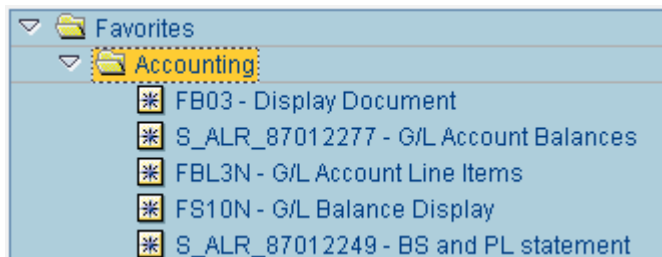 Favorites
Accounting
FB03 - Display Document
S_ALR_87012277 - G/L Account Balances
FBL3N - G/L Account Line Items
FS10N - G/L Balance Display
S_ALR_87012249 - BS and PL statement